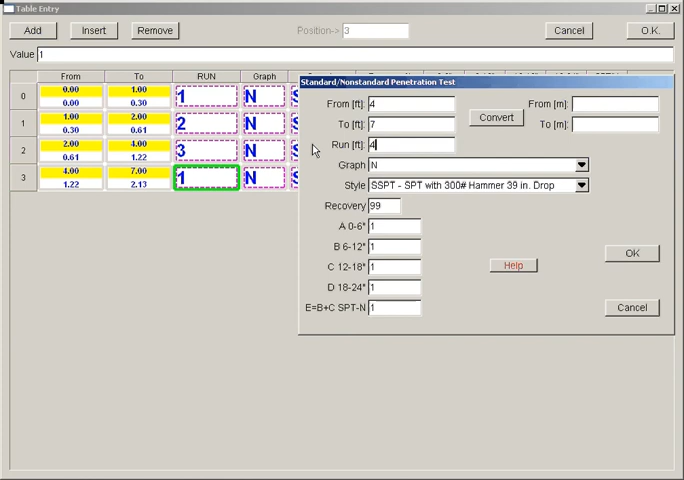 Table Entry
Add Insert Remove Position-> 3 Cancel O.K.
Value 1
From To RUN Graph
0 0.00 1.00 1 N
0.00 0.30
1 1.00 2.00 2 N
0.30 0.61
2 2.00 4.00 3 N
0.61 1.22
3 4.00 7.00 1 N
1.22 2.13
Standard/Nonstandard Penetration Test
From [ft]: 4 From [m]:
Convert
To [ft]: 7 To [m]:
Run [ft]: 4
Graph N
Style SSPT - SPT with 300# Hammer 39 in. Drop
Recovery 99
A 0-6" 1
B 6-12" 1
OK
C 12-18" 1 Help
D 18-24" 1
E=B+C SPT-N 1 Cancel